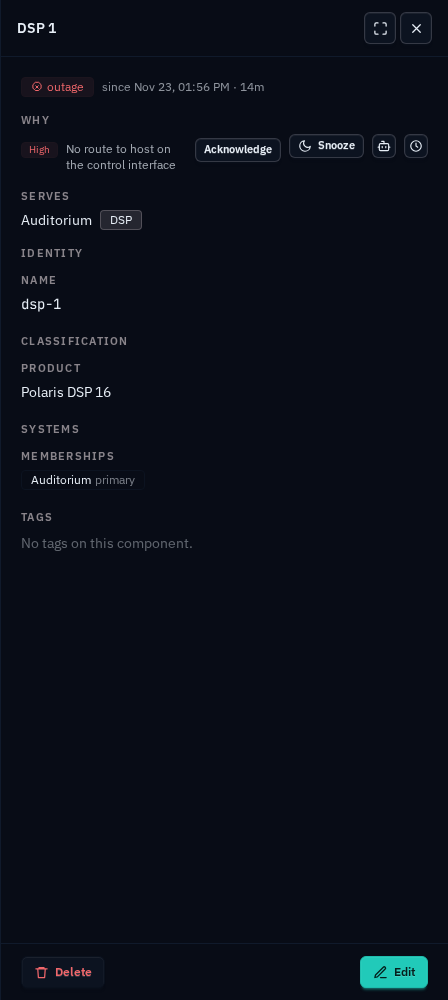 DSP 1
outage since Nov 23, 01:56 PM · 14m
WHY
High No route to host on Acknowledge Snooze
the control interface
SERVES
Auditorium DSP
IDENTITY
NAME
dsp-1
CLASSIFICATION
PRODUCT
Polaris DSP 16
SYSTEMS
MEMBERSHIPS
Auditorium primary
TAGS
No tags on this component.
Delete Edit